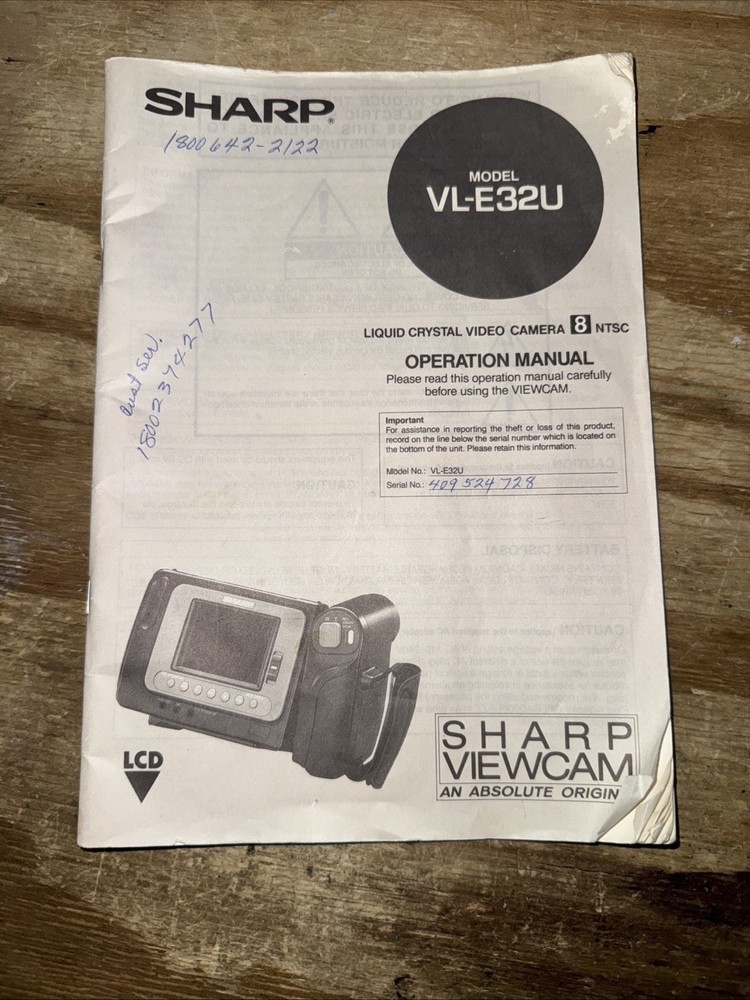 SHARP®
1800 642-2122
MODEL
VL-E32U
LIQUID CRYSTAL VIDEO CAMERA 8 NTSC
OPERATION MANUAL
Please read this operation manual carefully
before using the VIEWCAM.
Important
For assistance in reporting the theft or loss of this product,
record on the line below the serial number which is located on
the bottom of the unit. Please retain this information.
Model No.: VL-E32U
Serial No.: 409 524 728
Cust Ser.
1800 2374277
LCD
SHARP
VIEWCAM
AN ABSOLUTE ORIGIN